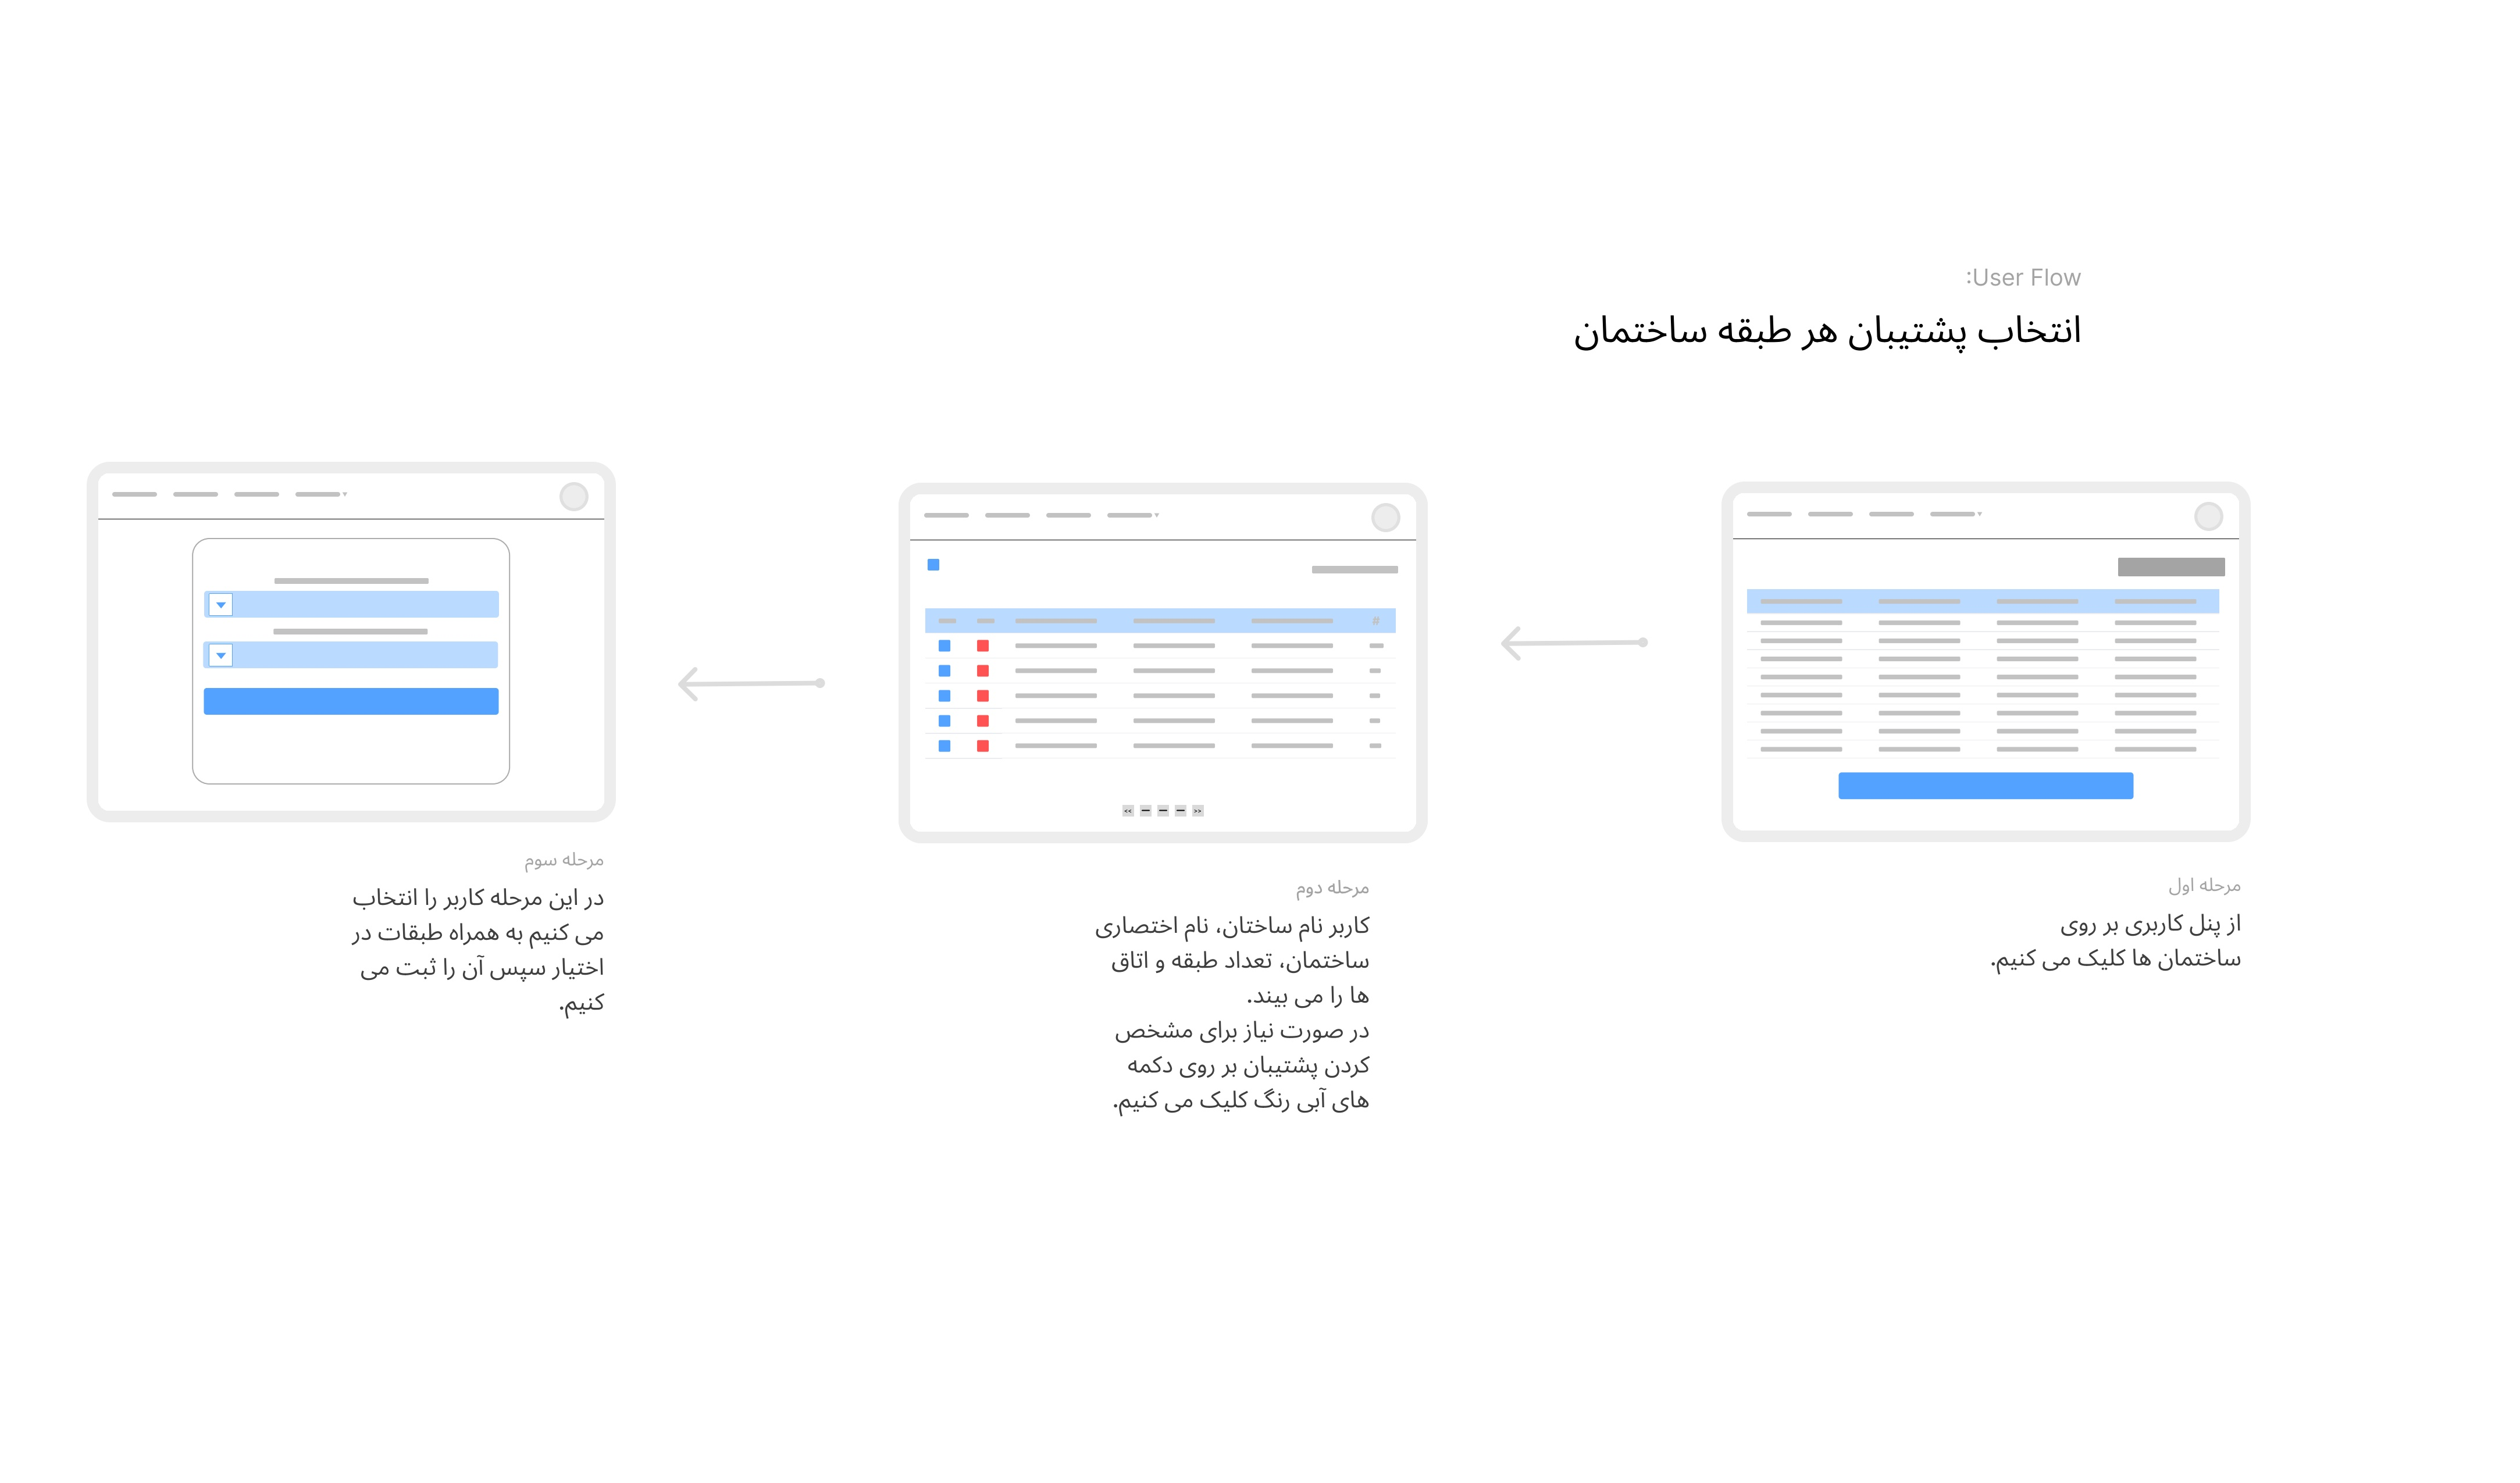 User Flow:
انتخاب پشتیبان هر طبقه ساختمان
مرحله اول
از پنل کاربری بر روی
ساختمان ها کلیک می کنیم.
#
<< – – – >>
مرحله دوم
کاربر نام ساختان، نام اختصاری
ساختمان، تعداد طبقه و اتاق
ها را می بیند.
در صورت نیاز برای مشخص
کردن پشتیبان بر روی دکمه
های آبی رنگ کلیک می کنیم.
مرحله سوم
در این مرحله کاربر را انتخاب
می کنیم به همراه طبقات در
اختیار سپس آن را ثبت می
کنیم.